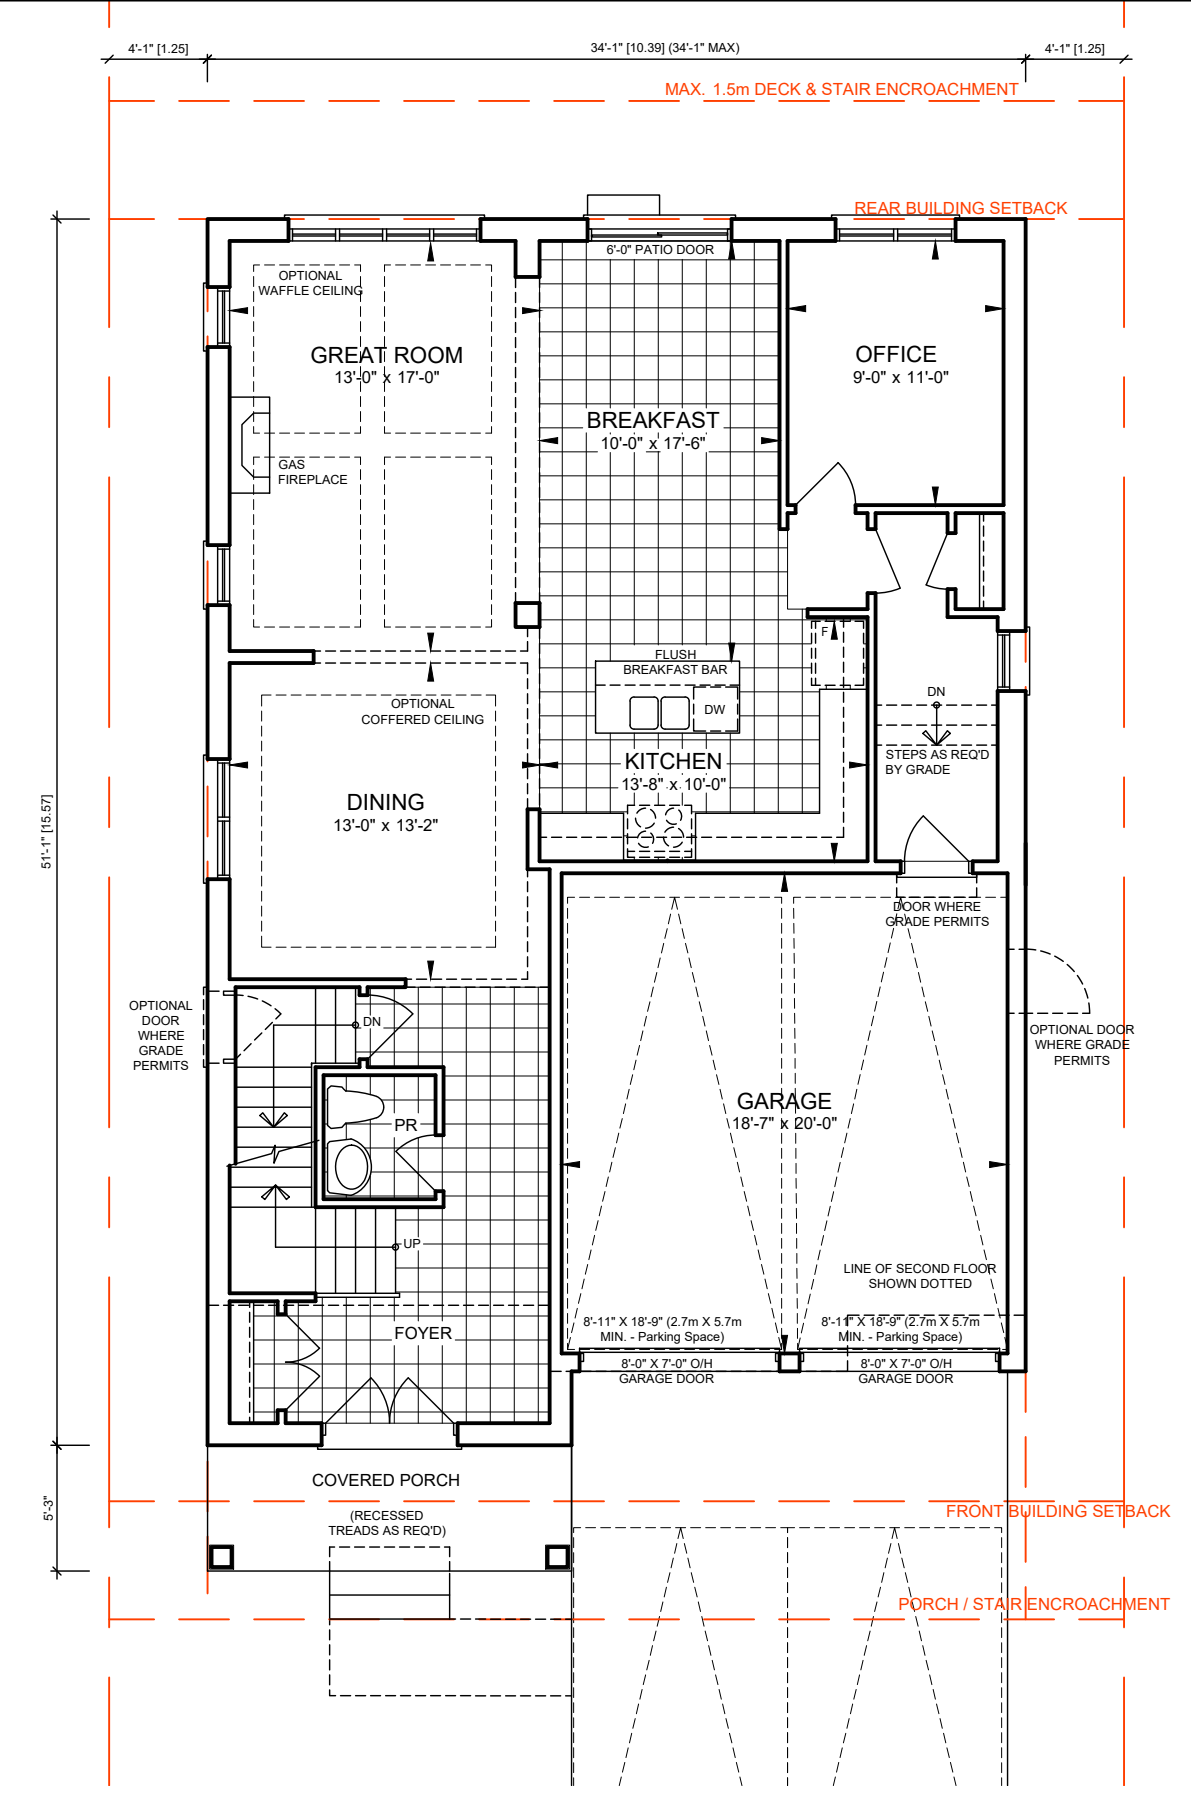 4'-1" [1.25]
34'-1" [10.39] (34'-1" MAX)
4'-1" [1.25]
MAX. 1.5m DECK & STAIR ENCROACHMENT
REAR BUILDING SETBACK
6'-0" PATIO DOOR
OPTIONAL
WAFFLE CEILING
GREAT ROOM
13'-0" x 17'-0"
OFFICE
9'-0" x 11'-0"
BREAKFAST
10'-0" x 17'-6"
GAS
FIREPLACE
F
FLUSH
BREAKFAST BAR
DW
OPTIONAL
COFFERED CEILING
DN
STEPS AS REQ'D
BY GRADE
KITCHEN
13'-8" x 10'-0"
DINING
13'-0" x 13'-2"
51'-1" [15.57]
DOOR WHERE
GRADE PERMITS
OPTIONAL
DOOR
WHERE
GRADE
PERMITS
DN
OPTIONAL DOOR
WHERE GRADE
PERMITS
GARAGE
18'-7" x 20'-0"
PR
UP
LINE OF SECOND FLOOR
SHOWN DOTTED
FOYER
8'-11" X 18'-9" (2.7m X 5.7m
MIN. - Parking Space)
8'-11" X 18'-9" (2.7m X 5.7m
MIN. - Parking Space)
8'-0" X 7'-0" O/H
GARAGE DOOR
8'-0" X 7'-0" O/H
GARAGE DOOR
COVERED PORCH
(RECESSED
TREADS AS REQ'D)
5'-3"
FRONT BUILDING SETBACK
PORCH / STAIR ENCROACHMENT